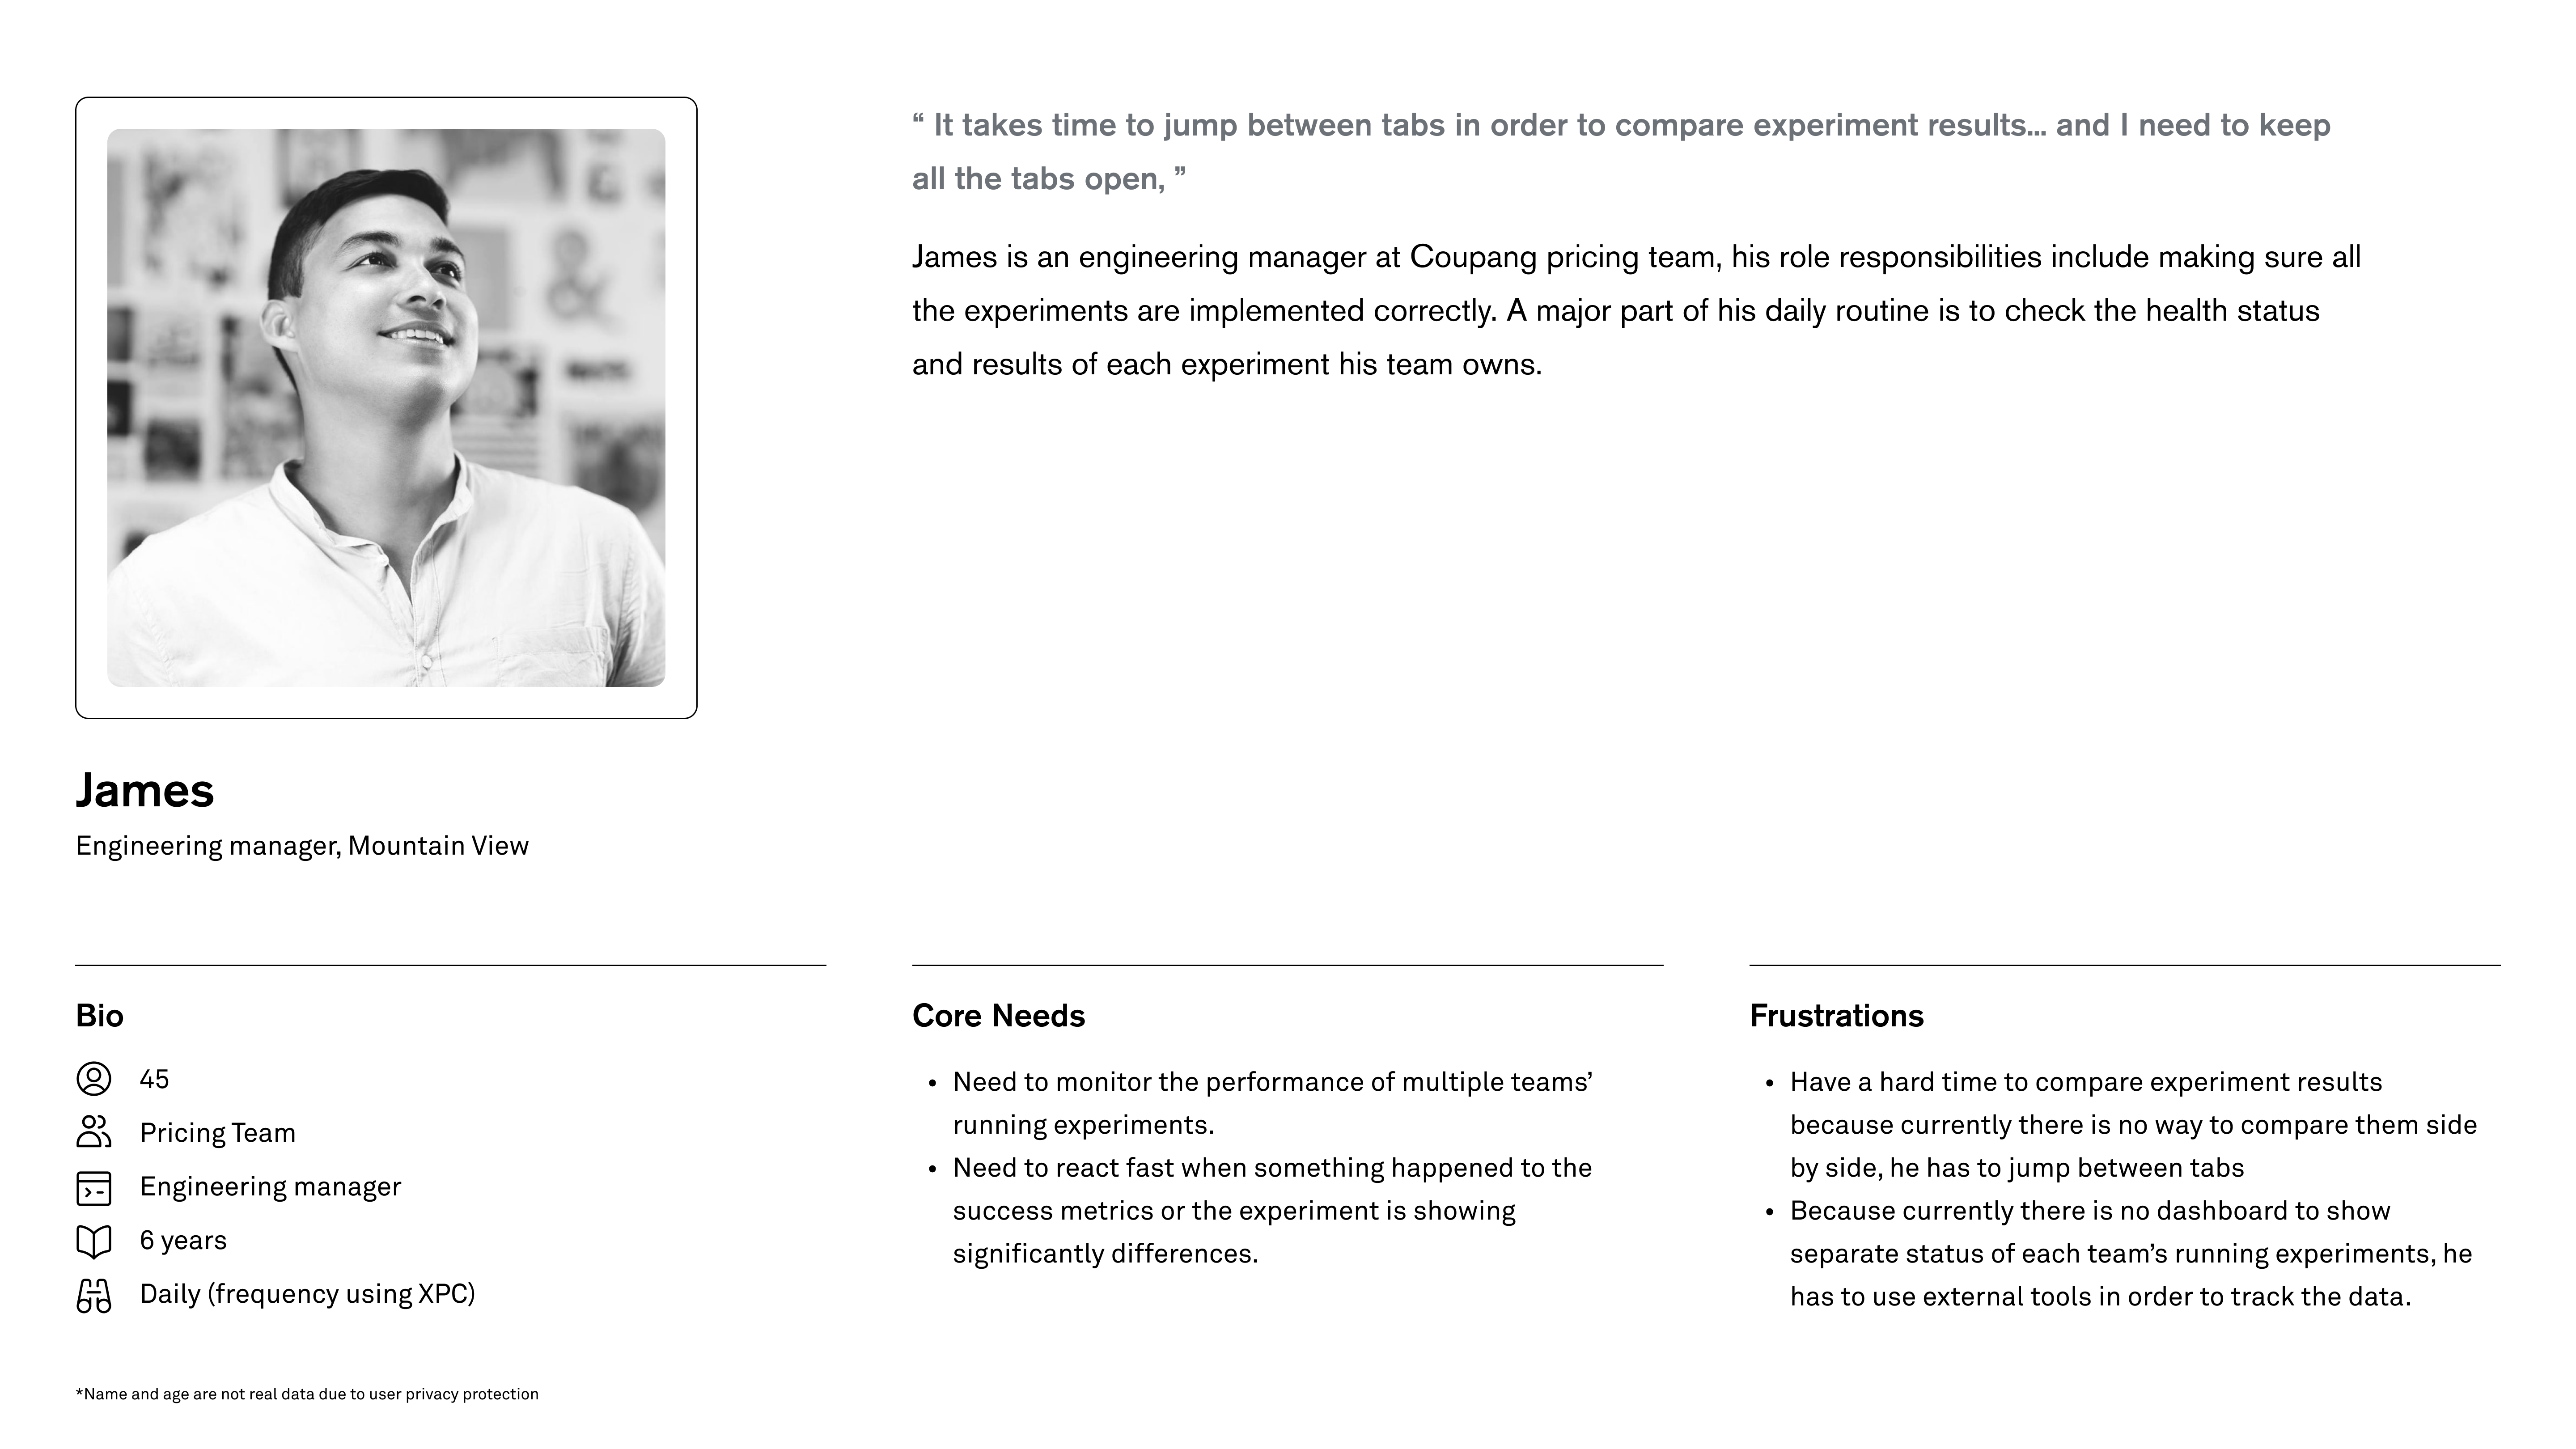 “ It takes time to jump between tabs in order to compare experiment results... and I need to keep
all the tabs open, ”
James is an engineering manager at Coupang pricing team, his role responsibilities include making sure all
the experiments are implemented correctly. A major part of his daily routine is to check the health status
and results of each experiment his team owns.
James
Engineering manager, Mountain View
Bio
45
Pricing Team
Engineering manager
6 years
Daily (frequency using XPC)
Core Needs
• Need to monitor the performance of multiple teams’
running experiments.
• Need to react fast when something happened to the
success metrics or the experiment is showing
significantly differences.
Frustrations
• Have a hard time to compare experiment results
because currently there is no way to compare them side
by side, he has to jump between tabs
• Because currently there is no dashboard to show
separate status of each team’s running experiments, he
has to use external tools in order to track the data.
*Name and age are not real data due to user privacy protection